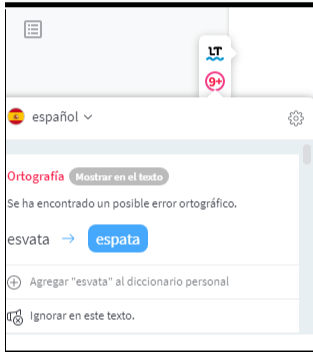 LT
9+
español
Ortografía Mostrar en el texto
Se ha encontrado un posible error ortográfico.
esvata → espata
Agregar "esvata" al diccionario personal
Ignorar en este texto.